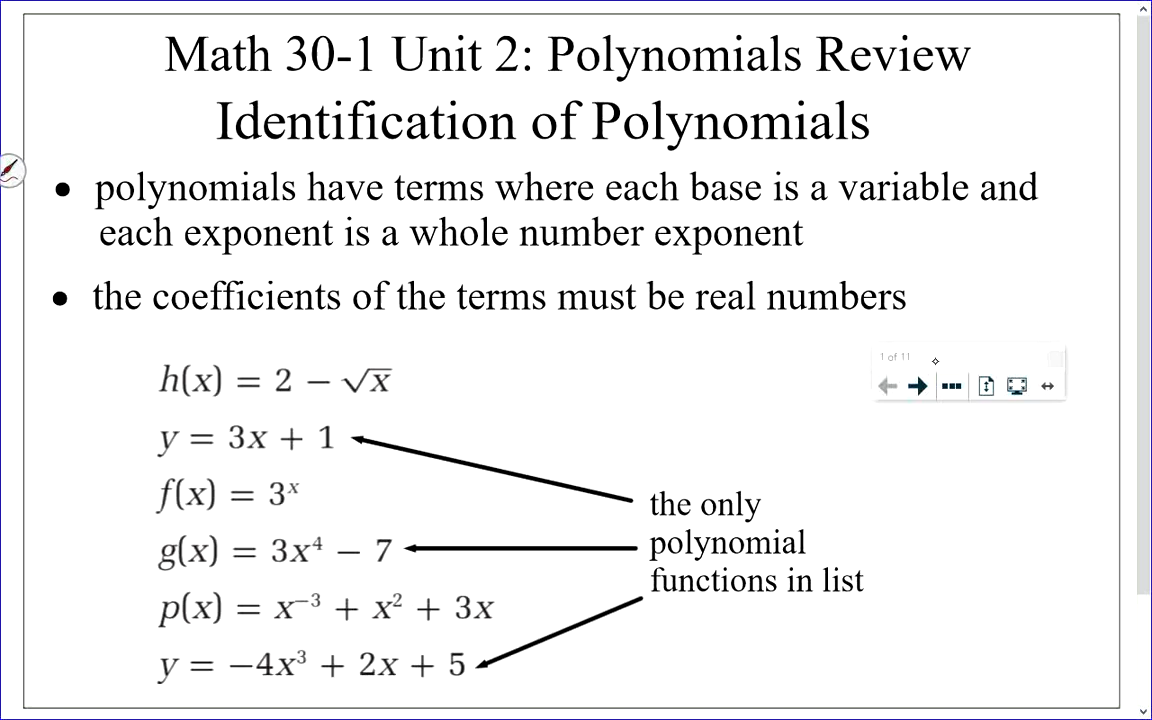 Math 30-1 Unit 2: Polynomials Review
Identification of Polynomials
• polynomials have terms where each base is a variable and
each exponent is a whole number exponent
• the coefficients of the terms must be real numbers
1 of 11
h(x) = 2 − √x
y = 3x + 1
f(x) = 3ˣ
g(x) = 3x⁴ − 7
p(x) = x⁻³ + x² + 3x
y = −4x³ + 2x + 5
the only
polynomial
functions in list